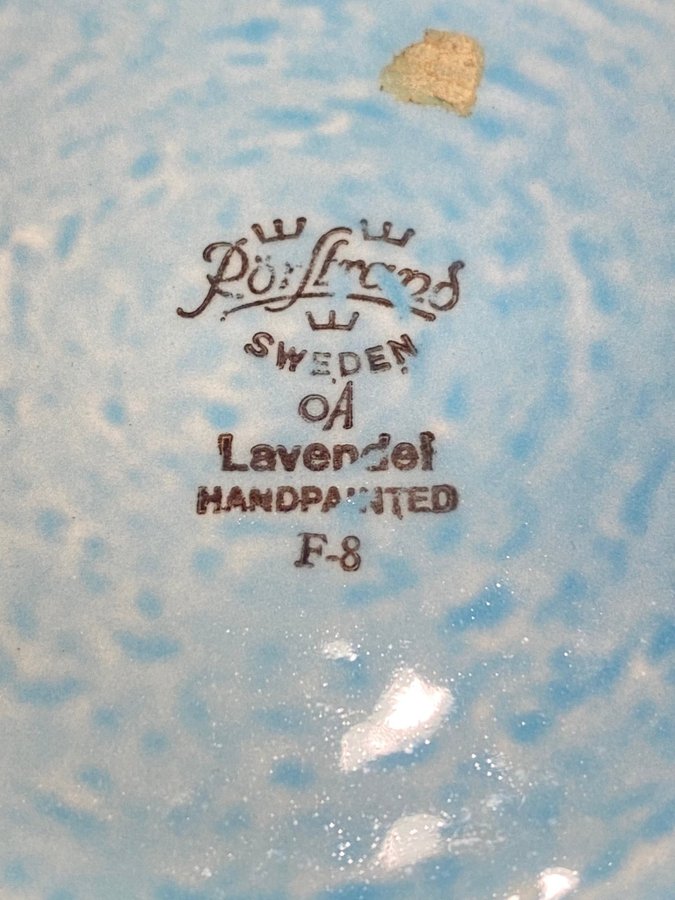 Rörstrand
SWEDEN
OA
Lavendel
HANDPAINTED
F-8